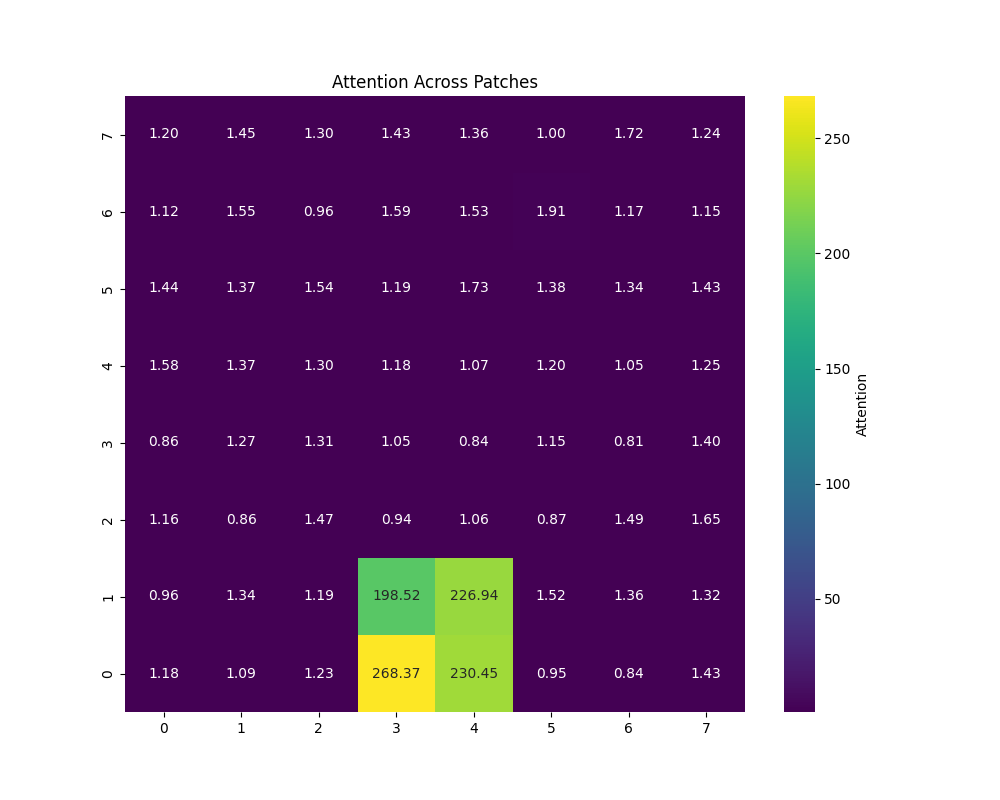 Attention Across Patches
7 1.20 1.45 1.30 1.43 1.36 1.00 1.72 1.24
6 1.12 1.55 0.96 1.59 1.53 1.91 1.17 1.15
5 1.44 1.37 1.54 1.19 1.73 1.38 1.34 1.43
4 1.58 1.37 1.30 1.18 1.07 1.20 1.05 1.25
3 0.86 1.27 1.31 1.05 0.84 1.15 0.81 1.40
2 1.16 0.86 1.47 0.94 1.06 0.87 1.49 1.65
1 0.96 1.34 1.19 198.52 226.94 1.52 1.36 1.32
0 1.18 1.09 1.23 268.37 230.45 0.95 0.84 1.43
0 1 2 3 4 5 6 7
250
200
150
100
50
Attention